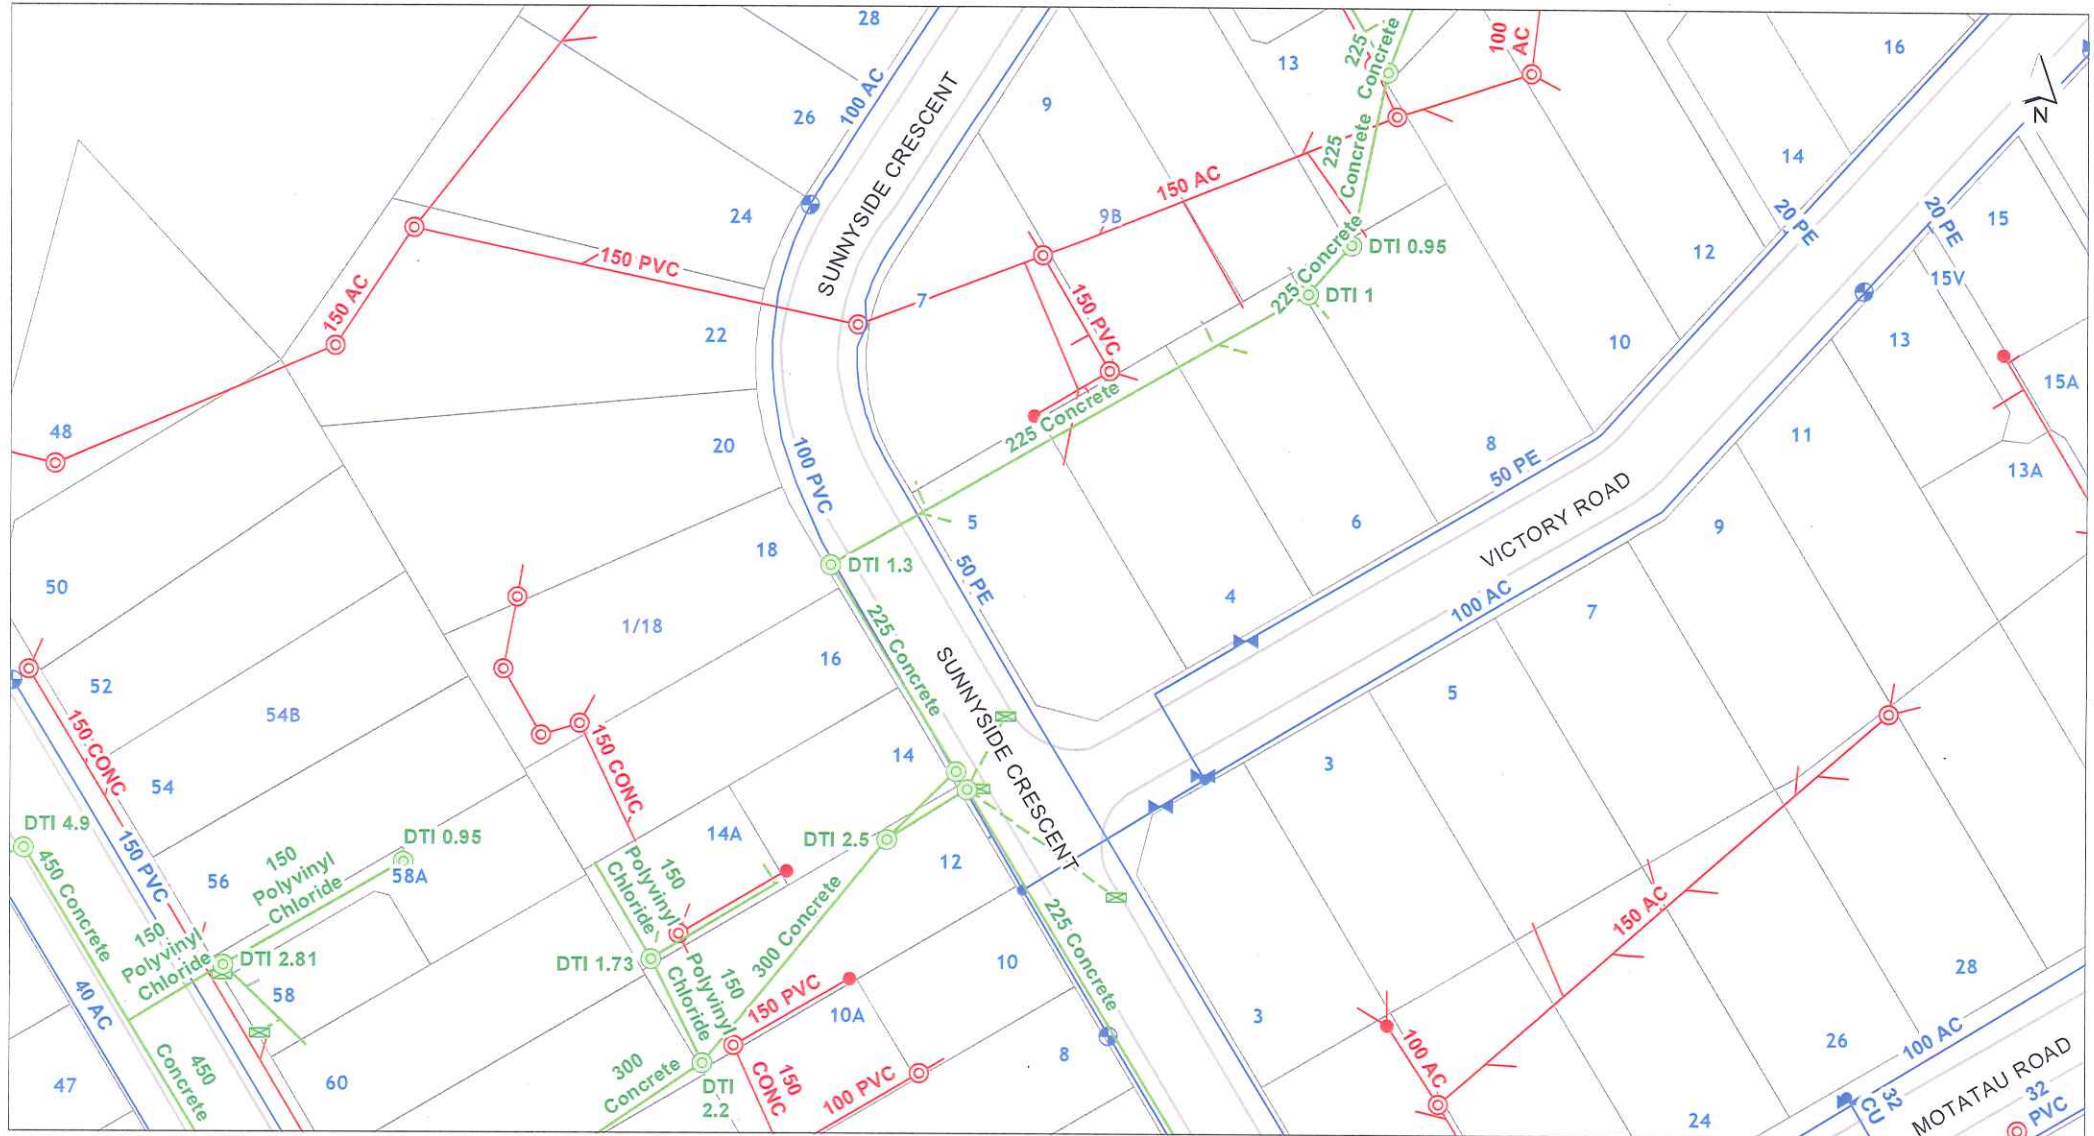 28
13
225
Concrete
100
AC
16
N
26
100 AC
SUNNYSIDE CRESCENT
9
225
Concrete
14
24
9B
150 AC
20 PE
20 PE
15
150 PVC
225 Concrete
DTI 0.95
12
15V
150 AC
7
150 PVC
DTI 1
22
10
13
15A
48
20
225 Concrete
8
11
13A
100 PVC
50 PE
5
6
VICTORY ROAD
9
18
DTI 1.3
50 PE
50
4
100 AC
7
1/18
225 Concrete
16
52
54B
SUNNYSIDE CRESCENT
5
150 CONC
150 CONC
14
3
54
DTI 4.9
DTI 0.95
14A
DTI 2.5
12
150 PVC
56
150
Polyvinyl
Chloride
58A
150
Polyvinyl
Chloride
450 Concrete
300 Concrete
225 Concrete
150 AC
150
Polyvinyl
Chloride
DTI 2.81
DTI 1.73
10
28
40 AC
58
150
Polyvinyl
Chloride
150 PVC
10A
3
26
100 AC
100 AC
8
450
Concrete
47
60
300
Concrete
DTI
2.2
150
CONC
100 PVC
24
32
CU
MOTATAU ROAD
32
PVC